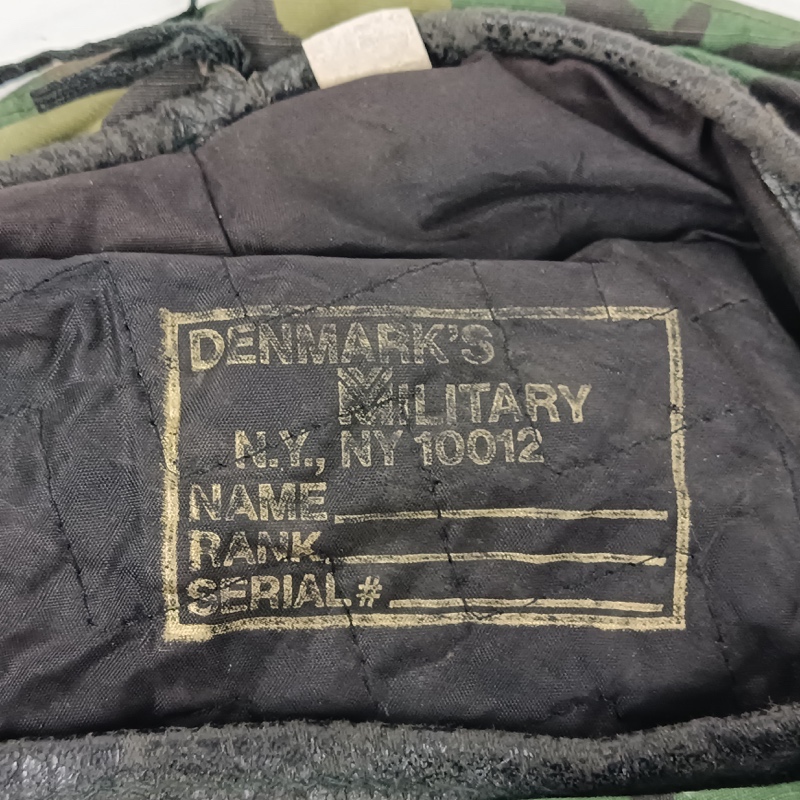 DENMARK'S
MILITARY
N.Y., NY 10012
NAME
RANK
SERIAL #